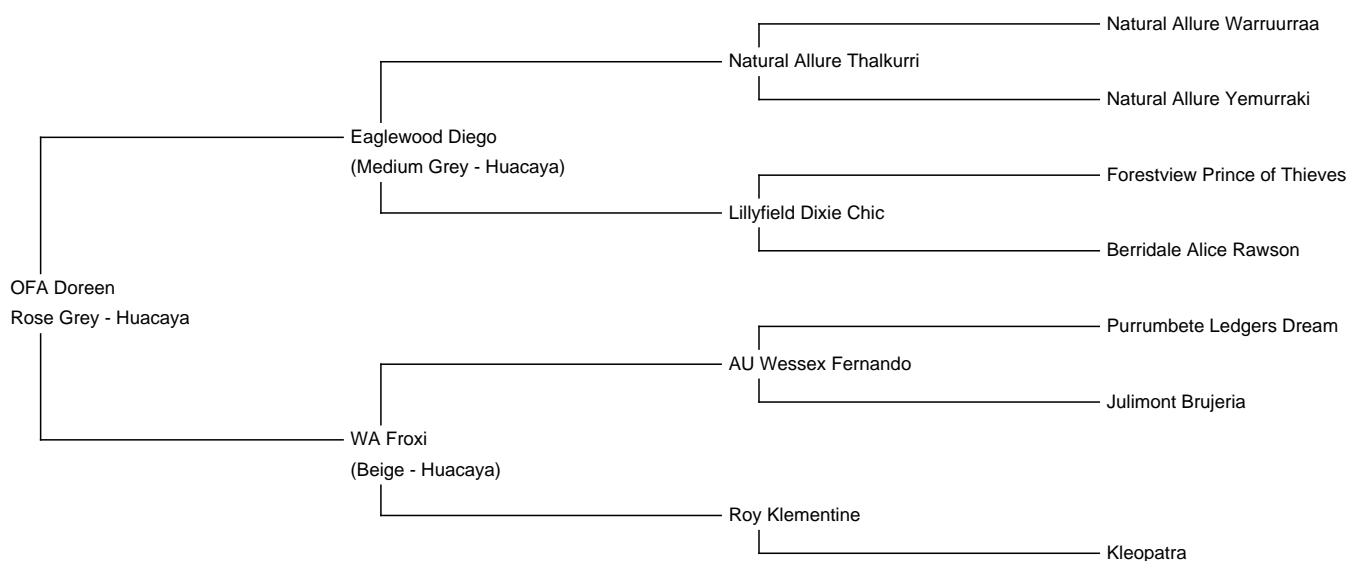 Natural Allure Warruurraa
Natural Allure Thalkurri
Natural Allure Yemurraki
Eaglewood Diego
(Medium Grey - Huacaya)
Forestview Prince of Thieves
Lillyfield Dixie Chic
Berridale Alice Rawson
OFA Doreen
Rose Grey - Huacaya
Purrumbete Ledgers Dream
AU Wessex Fernando
Julimont Brujeria
WA Froxi
(Beige - Huacaya)
Roy Klementine
Kleopatra